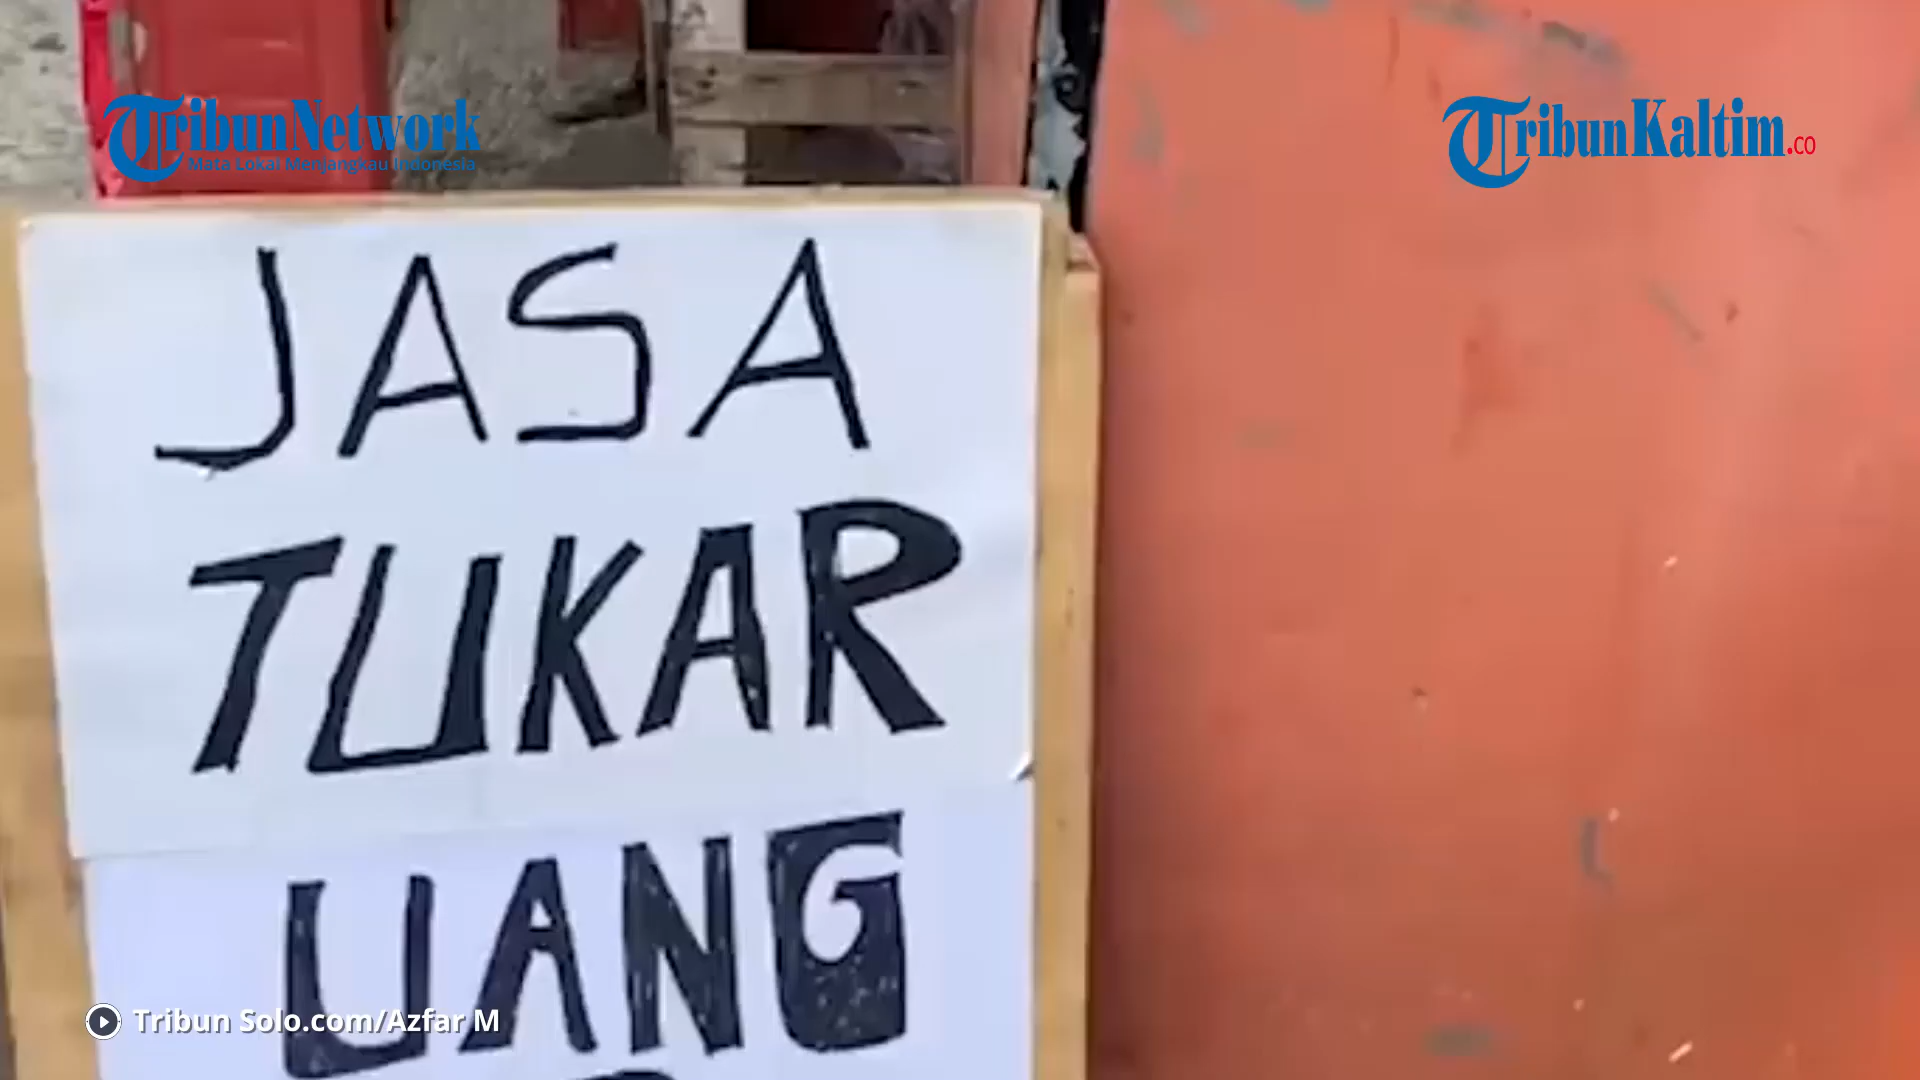 TribunNetwork
Mata Lokal Menjangkau Indonesia
TribunKaltim.co
JASA
TUKAR
UANG
Tribun Solo.com/Azfar M